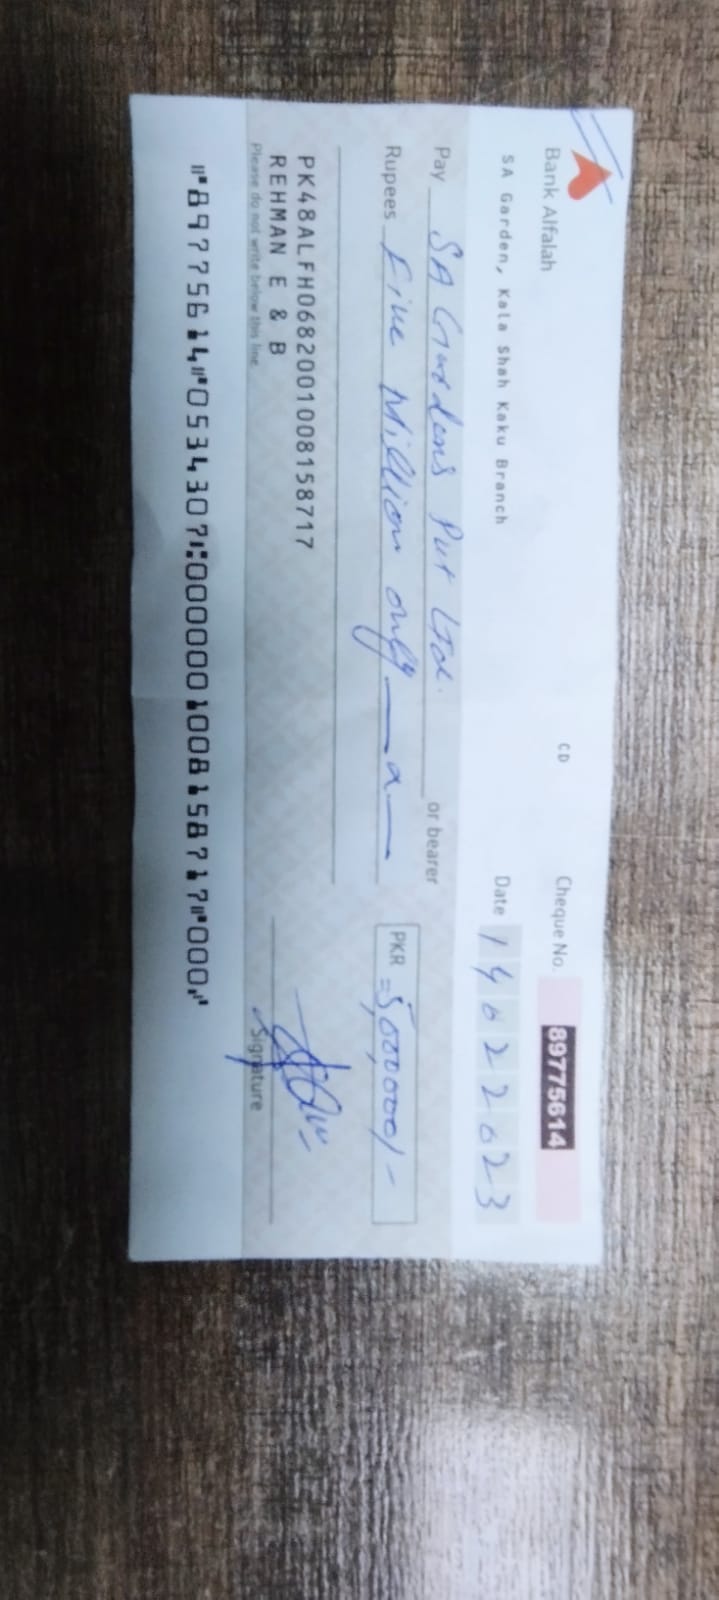 Bank Alfalah CD Cheque No. 89775614
SA Garden, Kala Shah Kaku Branch Date 14022023
Pay SA Gardens Pvt Ltd. or bearer
Rupees Five Million only PKR =5,000,000/-
PK48ALFH0682001008158717
REHMAN E & B
Signature
Please do not write below this line
⑈89775614⑈0534307⑆0000001008158717⑈000⑈